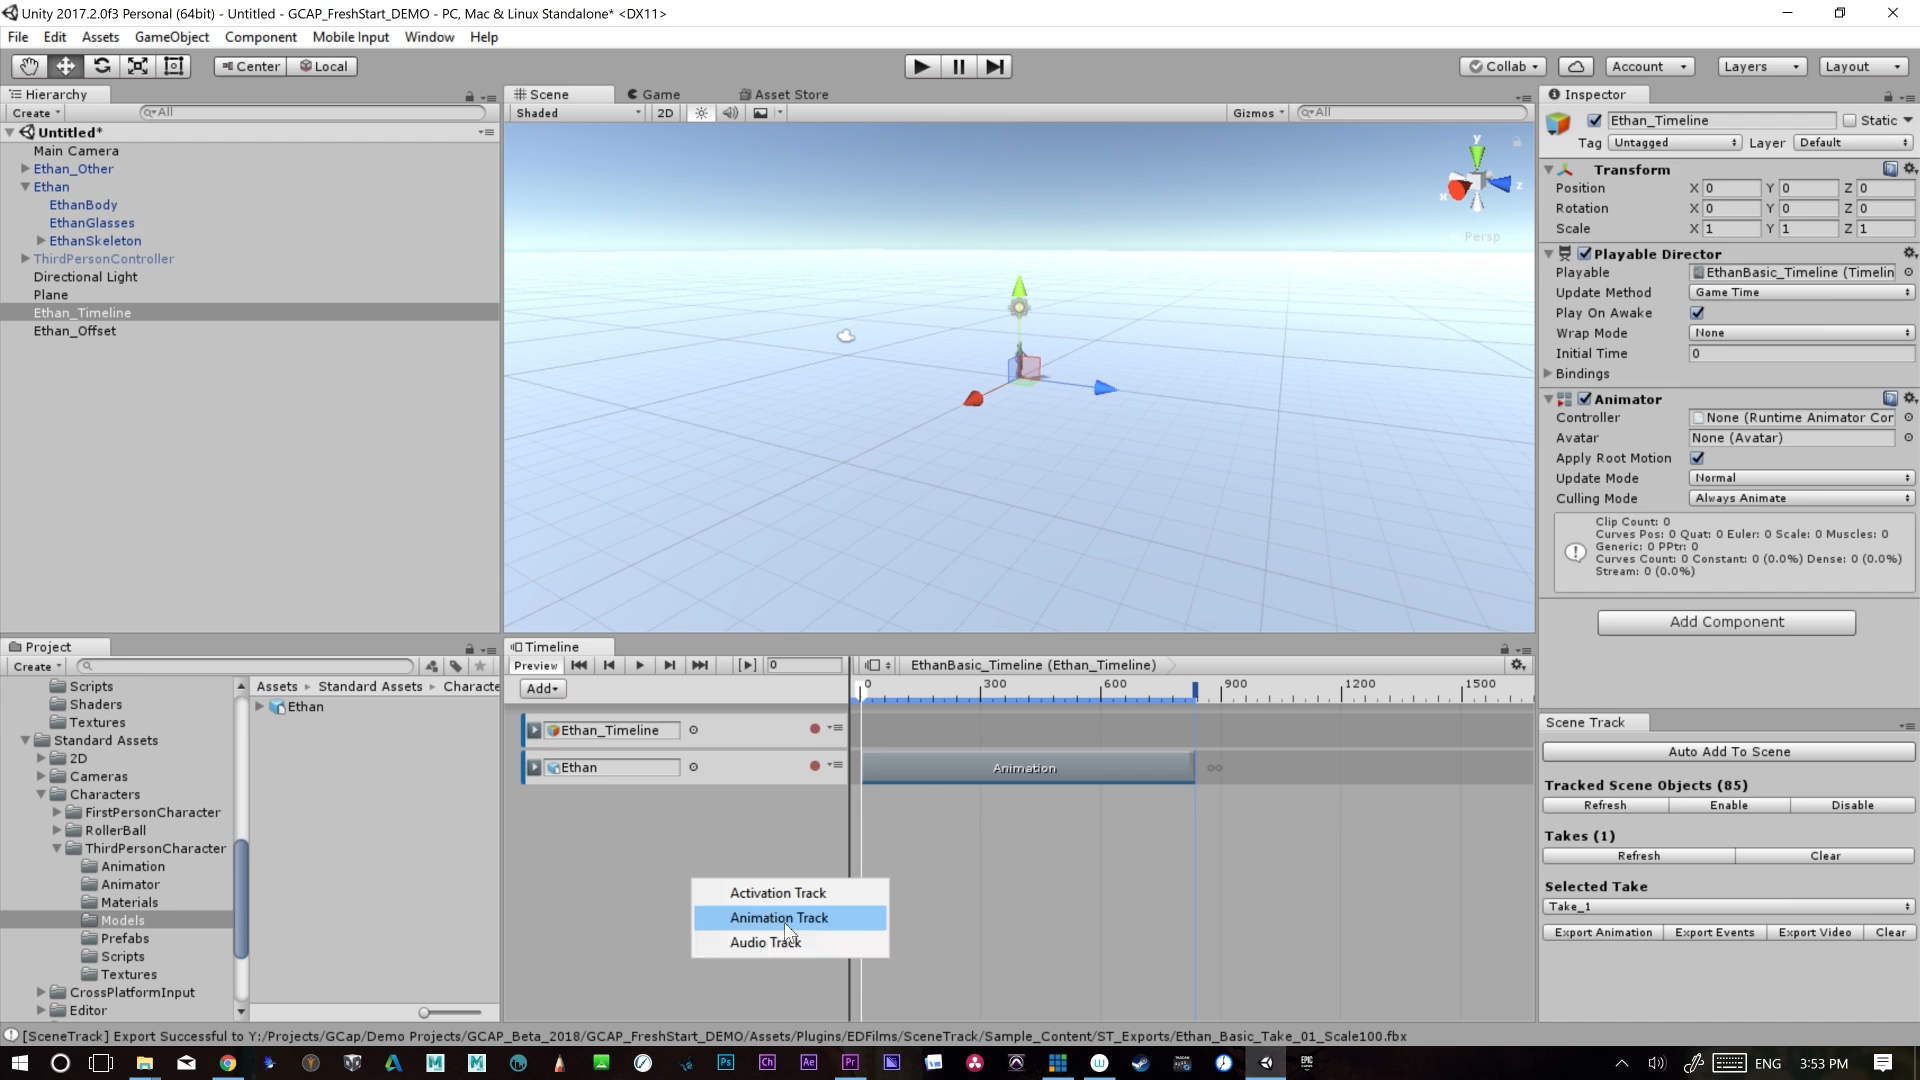 Unity 2017.2.0f3 Personal (64bit) - Untitled - GCAP_FreshStart_DEMO - PC, Mac & Linux Standalone* <DX11>
File Edit Assets GameObject Component Mobile Input Window Help
Center Local Collab Account Layers Layout
Hierarchy
Create All
Untitled*
Main Camera
Ethan_Other
Ethan
EthanBody
EthanGlasses
EthanSkeleton
ThirdPersonController
Directional Light
Plane
Ethan_Timeline
Ethan_Offset
Scene Game Asset Store
Shaded 2D Gizmos All
y
x
z
Persp
Inspector
Ethan_Timeline Static
Tag Untagged Layer Default
Transform
Position X 0 Y 0 Z 0
Rotation X 0 Y 0 Z 0
Scale X 1 Y 1 Z 1
Playable Director
Playable EthanBasic_Timeline (Timelin
Update Method Game Time
Play On Awake
Wrap Mode None
Initial Time 0
Bindings
Animator
Controller None (Runtime Animator Cor
Avatar None (Avatar)
Apply Root Motion
Update Mode Normal
Culling Mode Always Animate
Clip Count: 0
Curves Pos: 0 Quat: 0 Euler: 0 Scale: 0 Muscles: 0
Generic: 0 PPtr: 0
Curves Count: 0 Constant: 0 (0.0%) Dense: 0 (0.0%)
Stream: 0 (0.0%)
Add Component
Project
Create
Scripts
Shaders
Textures
Standard Assets
2D
Cameras
Characters
FirstPersonCharacter
RollerBall
ThirdPersonCharacter
Animation
Animator
Materials
Models
Prefabs
Scripts
Textures
CrossPlatformInput
Editor
Assets Standard Assets Characte
Ethan
Timeline
Preview 0 EthanBasic_Timeline (Ethan_Timeline)
Add
0 300 600 900 1200 1500
Ethan_Timeline
Ethan
Animation
Activation Track
Animation Track
Audio Track
Scene Track
Auto Add To Scene
Tracked Scene Objects (85)
Refresh Enable Disable
Takes (1)
Refresh Clear
Selected Take
Take_1
Export Animation Export Events Export Video Clear
[SceneTrack] Export Successful to Y:/Projects/GCap/Demo Projects/GCAP_Beta_2018/GCAP_FreshStart_DEMO/Assets/Plugins/EDFilms/SceneTrack/Sample_Content/ST_Exports/Ethan_Basic_Take_01_Scale100.fbx
Ps Ch Ae Pr
ENG 3:53 PM